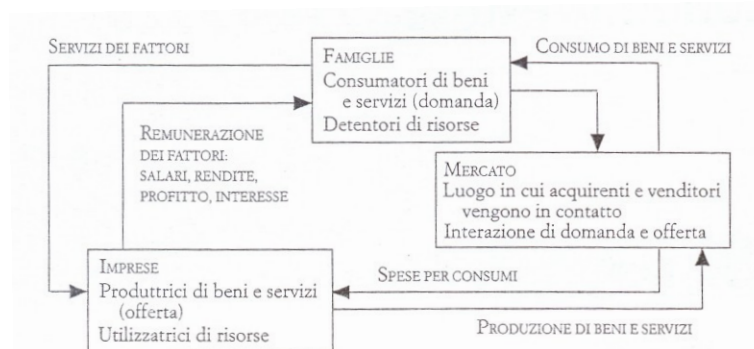 SERVIZI DEI FATTORI
FAMIGLIE
Consumatori di beni
e servizi (domanda)
Detentori di risorse
CONSUMO DI BENI E SERVIZI
REMUNERAZIONE
DEI FATTORI:
SALARI, RENDITE,
PROFITTO, INTERESSE
MERCATO
Luogo in cui acquirenti e venditori
vengono in contatto
Interazione di domanda e offerta
IMPRESE
Produttrici di beni e servizi
(offerta)
Utilizzatrici di risorse
SPESE PER CONSUMI
PRODUZIONE DI BENI E SERVIZI